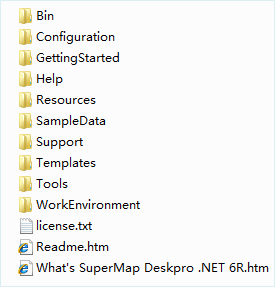 Bin
Configuration
GettingStarted
Help
Resources
SampleData
Support
Templates
Tools
WorkEnvironment
license.txt
Readme.htm
What's SuperMap Deskpro .NET 6R.htm